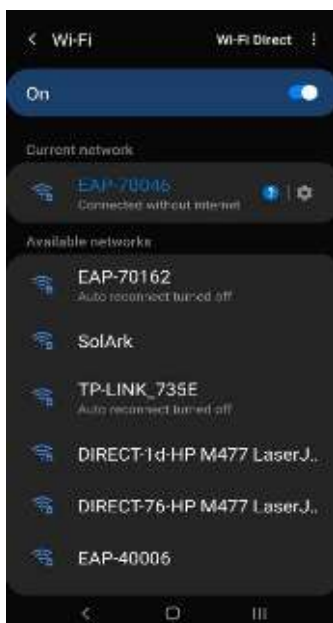 Wi-Fi
Wi-Fi Direct
On
Current network
EAP-70046
Connected without internet
Available networks
EAP-70162
Auto reconnect turned off
SolArk
TP-LINK_735E
Auto reconnect turned off
DIRECT-1d-HP M477 LaserJ..
DIRECT-76-HP M477 LaserJ..
EAP-40006